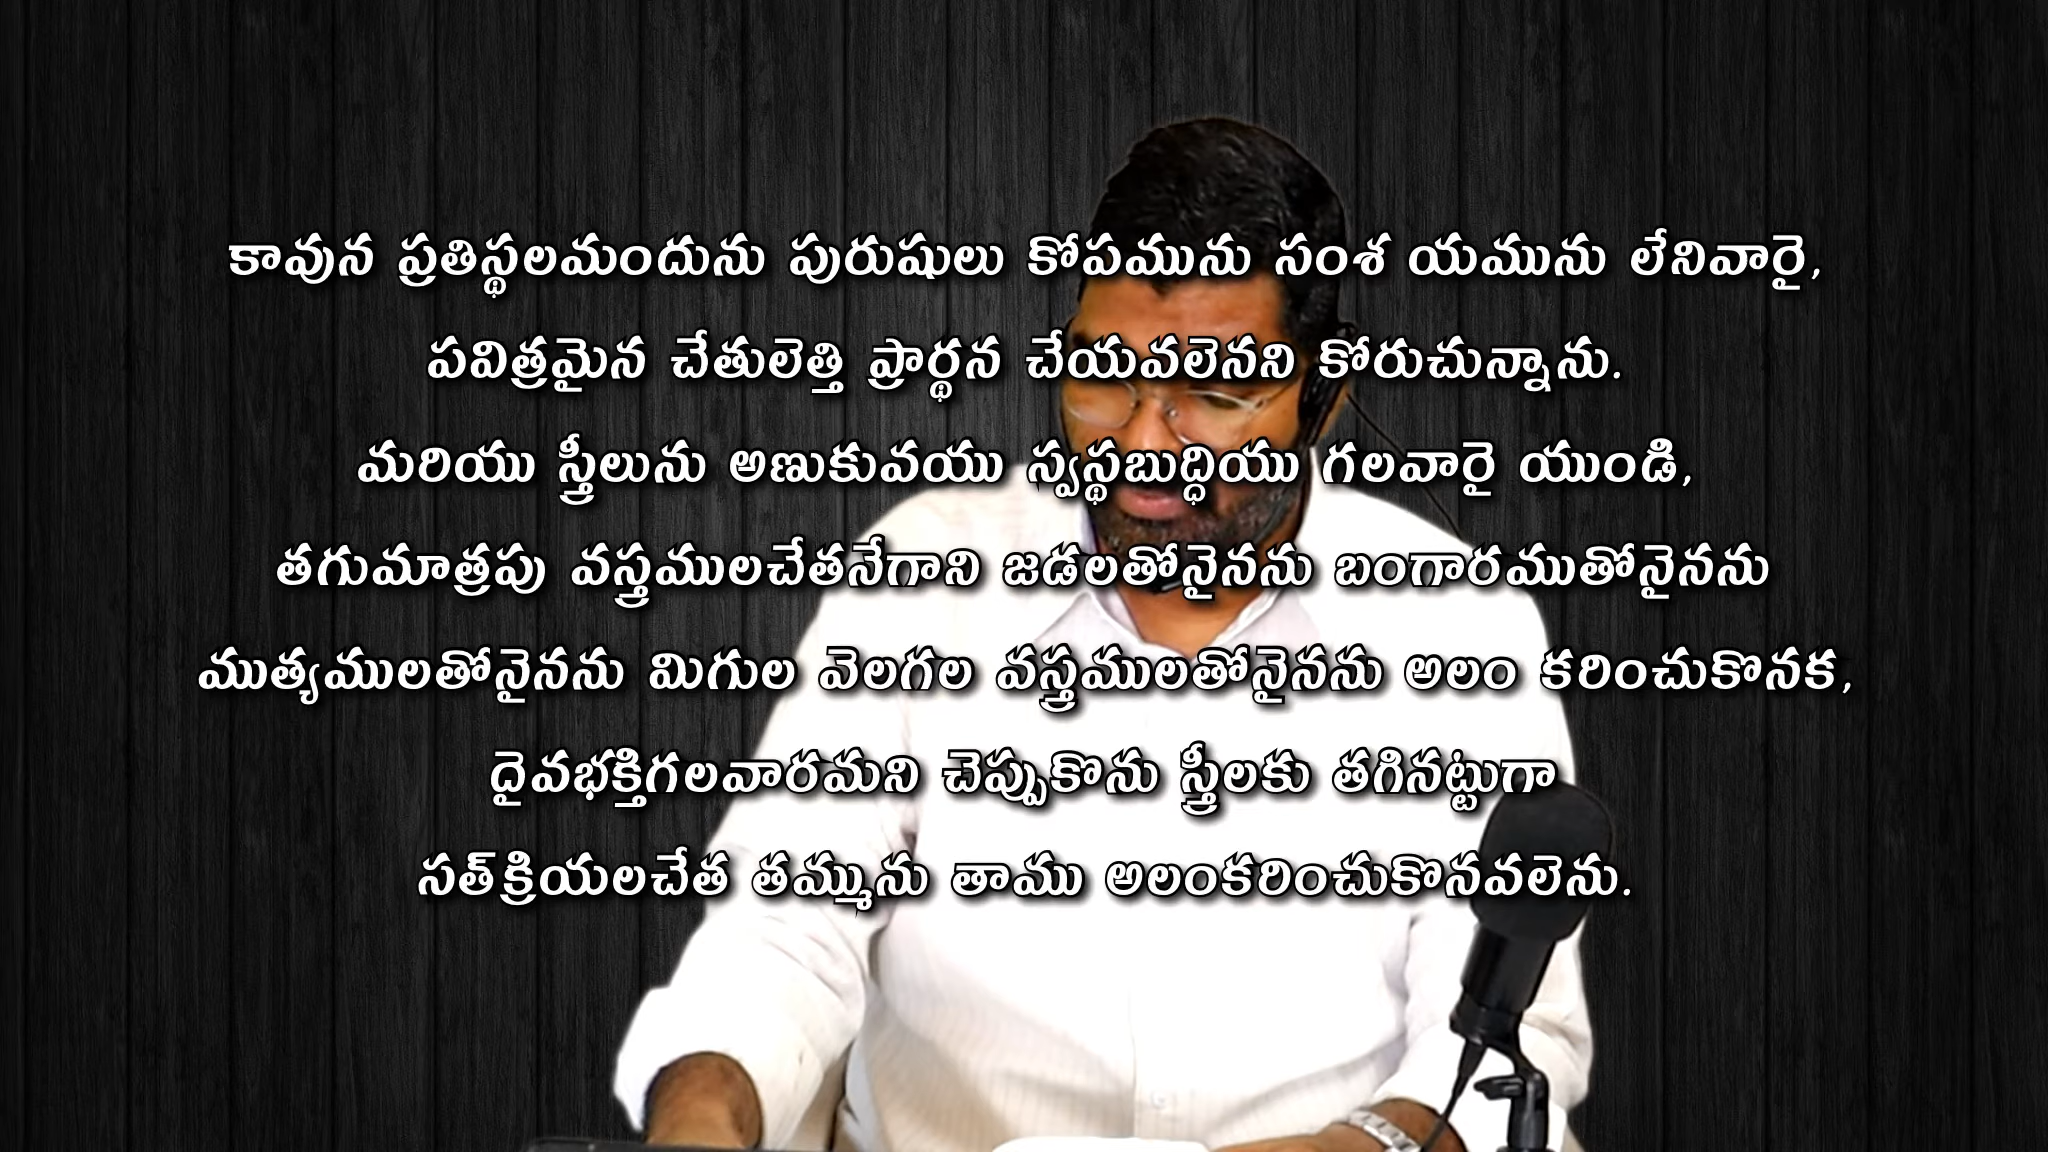 కావున ప్రతిస్థలమందును పురుషులు కోపమును సంశ యమును లేనివారై,
పవిత్రమైన చేతులెత్తి ప్రార్థన చేయవలెనని కోరుచున్నాను.
మరియు స్త్రీలును అణుకువయు స్వస్థబుద్ధియు గలవారై యుండి,
తగుమాత్రపు వస్త్రములచేతనేగాని జడలతోనైనను బంగారముతోనైనను
ముత్యములతోనైనను మిగుల వెలగల వస్త్రములతోనైనను అలం కరించుకొనక,
దైవభక్తిగలవారమని చెప్పుకొను స్త్రీలకు తగినట్టుగా
సత్‌క్రియలచేత తమ్మును తాము అలంకరించుకొనవలెను.